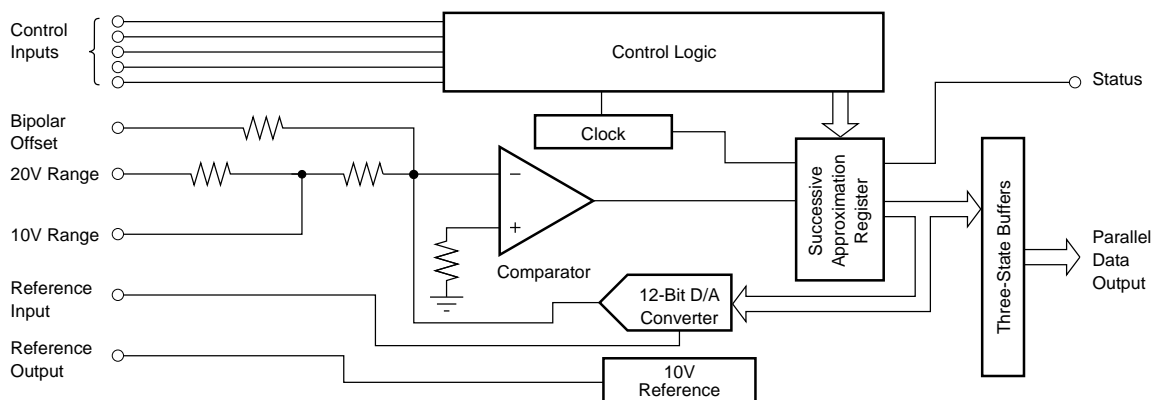 Control
Inputs
Control Logic
Status
Bipolar
Offset
Clock
20V Range
10V Range
−
+
Comparator
Successive
Approximation
Register
Three-State Buffers
Parallel
Data
Output
Reference
Input
12-Bit D/A
Converter
Reference
Output
10V
Reference